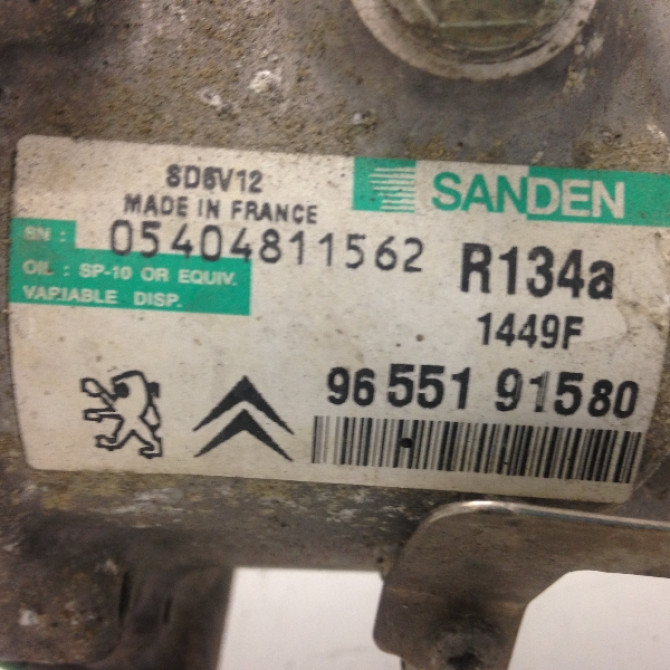 SD6V12
MADE IN FRANCE
SANDEN
SN :
05404811562
OIL : SP-10 OR EQUIV.
VARIABLE DISP.
R134a
1449F
96 551 915 80